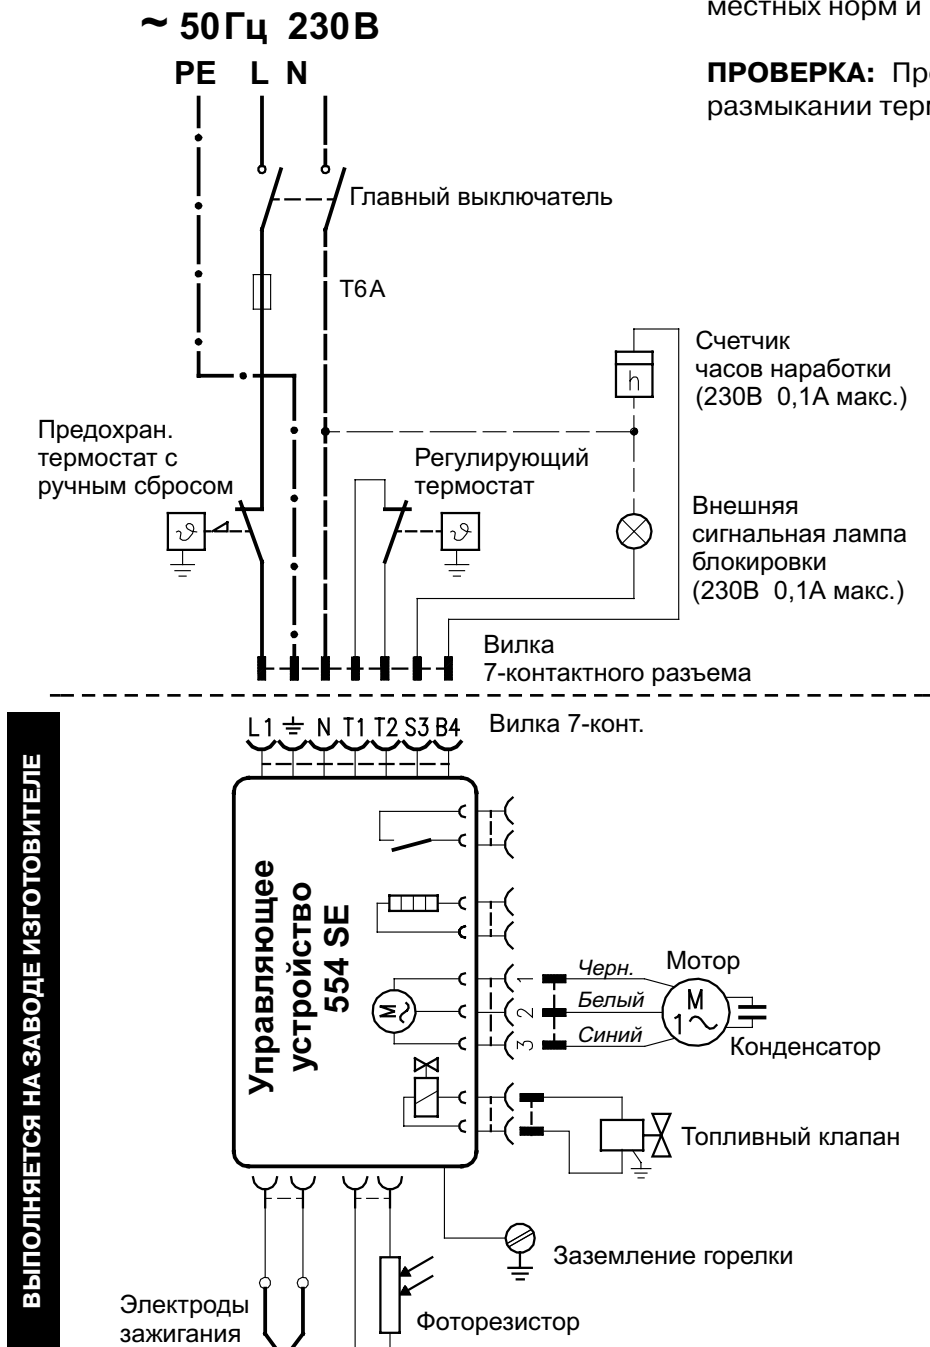 ~ 50Гц 230В
местных норм и
PE L N
ПРОВЕРКА: Пр
размыкании тер
Главный выключатель
T6A
Счетчик
часов наработки
(230В 0,1А макс.)
h
Предохран.
термостат с
ручным сбросом
Регулирующий
термостат
ϑ
ϑ
Внешняя
сигнальная лампа
блокировки
(230В 0,1А макс.)
Вилка
7-контактного разъема
L1 N T1 T2 S3 B4
Вилка 7-конт.
ВЫПОЛНЯЕТСЯ НА ЗАВОДЕ ИЗГОТОВИТЕЛЕ
Управляющее
устройство
554 SE
M
1
2
3
Черн.
Белый
Синий
Мотор
M
1~
Конденсатор
Топливный клапан
Заземление горелки
Электроды
зажигания
Фоторезистор